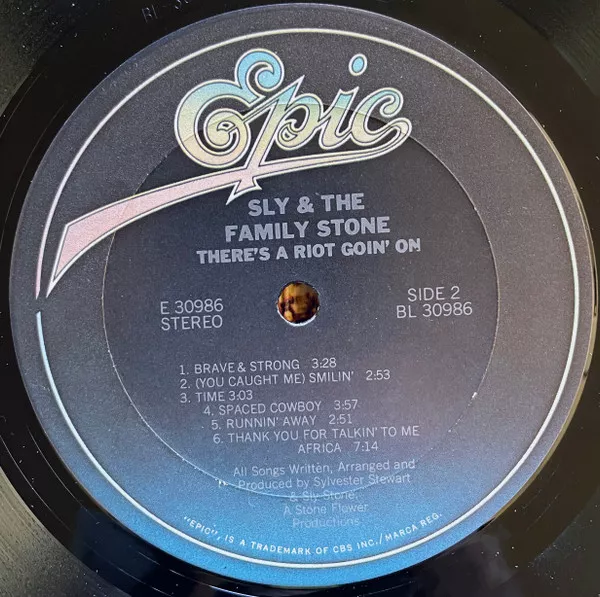 Epic
SLY & THE
FAMILY STONE
THERE'S A RIOT GOIN' ON
E 30986
STEREO
SIDE 2
BL 30986
1. BRAVE & STRONG 3:28
2. (YOU CAUGHT ME) SMILIN' 2:53
3. TIME 3:03
4. SPACED COWBOY 3:57
5. RUNNIN' AWAY 2:51
6. THANK YOU FOR TALKIN' TO ME
AFRICA 7:14
All Songs Written, Arranged and
Produced by Sylvester Stewart
& Sly Stone.
A Stone Flower
Productions
"EPIC", IS A TRADEMARK OF CBS INC./MARCA REG.